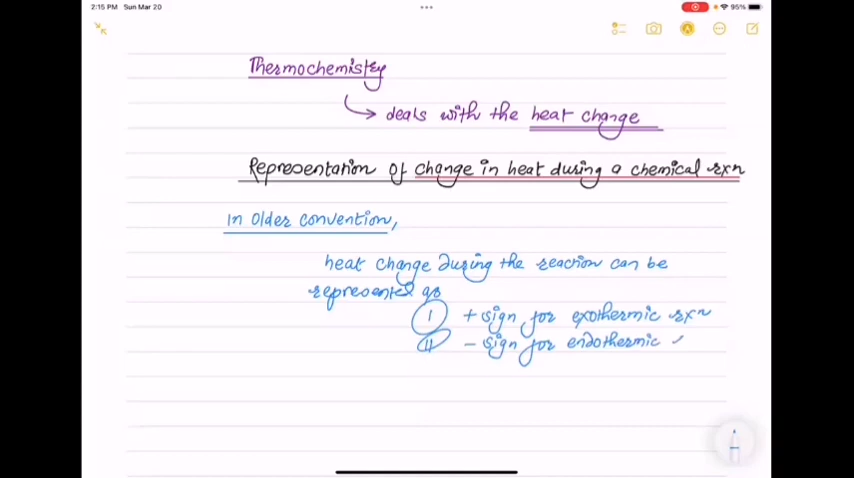 2:15 PM Sun Mar 20
95%
Thermochemistry
deals with the heat change
Representation of change in heat during a chemical rxn
In older convention,
heat change during the reaction can be
represented as
I + sign for exothermic rxn
II - sign for endothermic